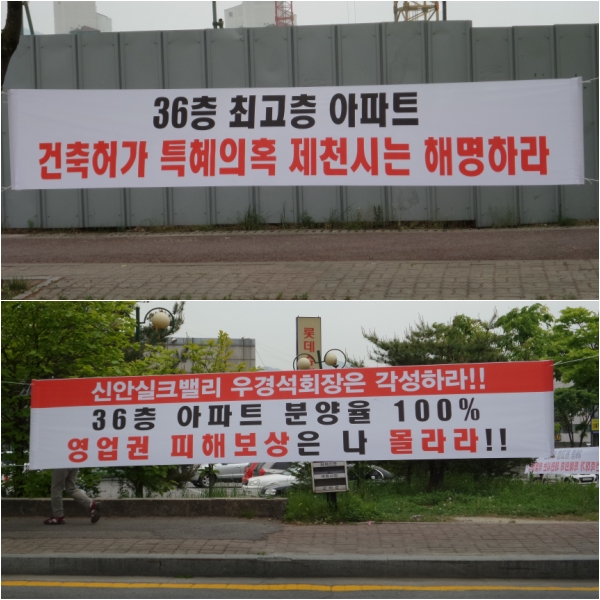 36층 최고층 아파트
건축허가 특혜의혹 제천시는 해명하라
롯데
신안실크밸리 우경석회장은 각성하라!!
36층 아파트 분양율 100%
영업권 피해보상은 나 몰라라!!